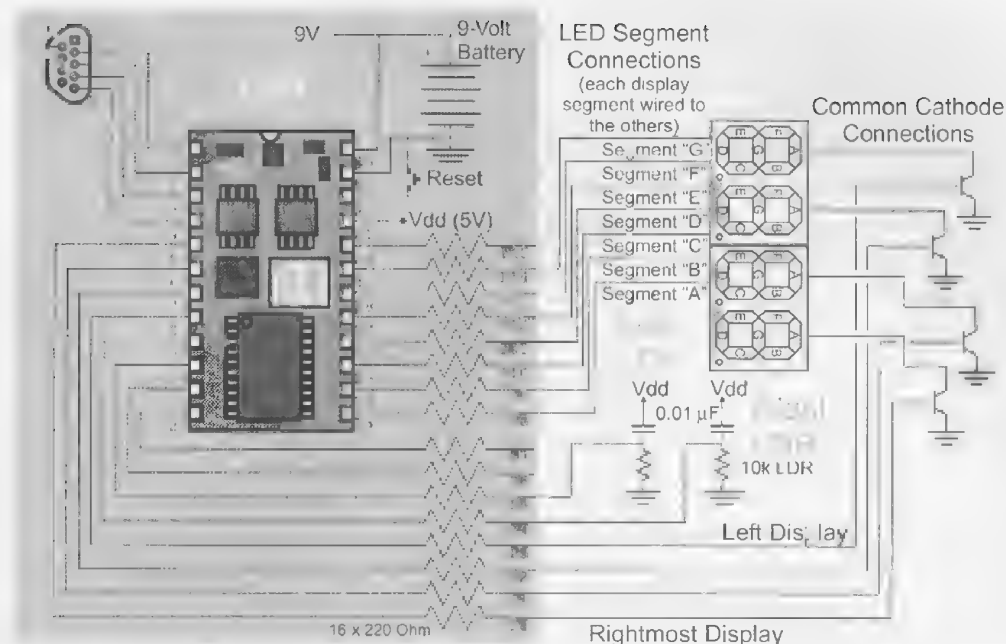 9V
9-Volt
Battery
Reset
Vdd (5V)
LED Segment
Connections
(each display
segment wired to
the others)
Segment "G"
Segment "F"
Segment "E"
Segment "D"
Segment "C"
Segment "B"
Segment "A"
Common Cathode
Connections
E F A
D G
C B
E F A
D G
C B
E F A
D G
C B
E F A
D G
C B
Vdd
Vdd
0.01 µF
10k LDR
Left Display
16 x 220 Ohm
Rightmost Display